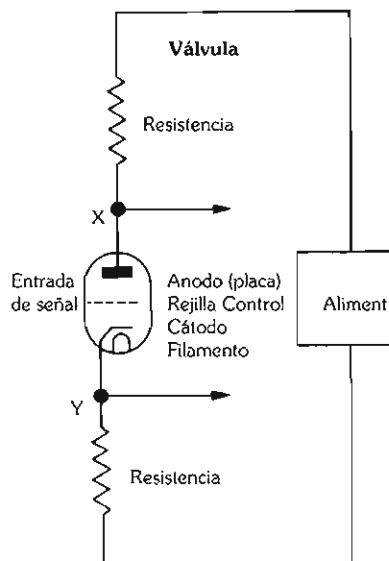 Válvula
Resistencia
X
Entrada
de señal
Anodo (placa)
Rejilla Control
Cátodo
Filamento
Aliment
Y
Resistencia